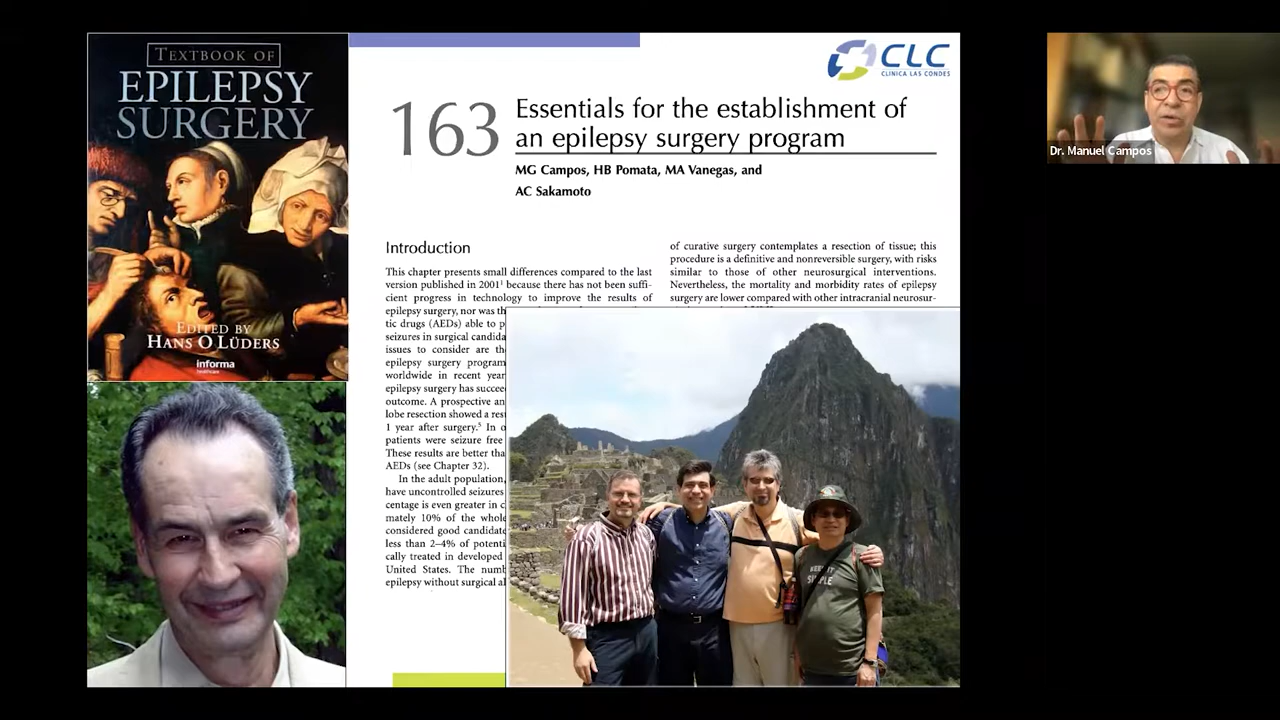 TEXTBOOK OF
EPILEPSY
SURGERY
EDITED BY
HANS O LÜDERS
informa
healthcare
CLC
CLINICA LAS CONDES
163
Essentials for the establishment of
an epilepsy surgery program
MG Campos, HB Pomata, MA Vanegas, and
AC Sakamoto
Introduction
This chapter presents small differences compared to the last
version published in 2001¹ because there has not been suffi-
cient progress in technology to improve the results of
epilepsy surgery, nor was th
tic drugs (AEDs) able to p
seizures in surgical candida
issues to consider are the
epilepsy surgery program
worldwide in recent year
epilepsy surgery has succee
outcome. A prospective an
lobe resection showed a resu
1 year after surgery.⁵ In o
patients were seizure free
These results are better tha
AEDs (see Chapter 32).
In the adult population,
have uncontrolled seizures
centage is even greater in c
mately 10% of the whole
considered good candidate
less than 2–4% of potenti
cally treated in developed
United States. The numb
epilepsy without surgical al
of curative surgery contemplates a resection of tissue; this
procedure is a definitive and nonreversible surgery, with risks
similar to those of other neurosurgical interventions.
Nevertheless, the mortality and morbidity rates of epilepsy
surgery are lower compared with other intracranial neurosur-
KEEP IT
SIMPLE
Dr. Manuel Campos